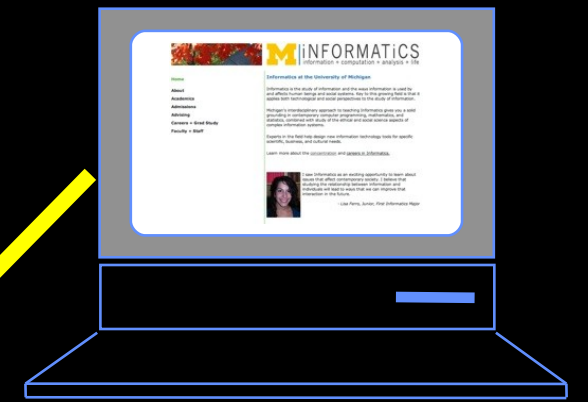 M iNFORMATiCS
information + computation + analysis + life
Home
About
Academics
Admissions
Advising
Careers + Grad Study
Faculty + Staff
Informatics at the University of Michigan
Informatics is the study of information and the ways information is used by
and affects human beings and social systems. Key to this growing field is that it
applies both technological and social perspectives to the study of information.
Michigan's interdisciplinary approach to teaching Informatics gives you a solid
grounding in contemporary computer programming, mathematics, and
statistics, combined with study of the ethical and social science aspects of
complex information systems.
Experts in the field help design new information technology tools for specific
scientific, business, and cultural needs.
Learn more about the concentration and careers in Informatics.
I see Informatics as an exciting opportunity to learn about
issues that affect contemporary society. I believe that
studying the relationship between information and
individuals will lead to ways that we can improve that
interaction in the future.
- Lisa Ferro, Junior, First Informatics Major